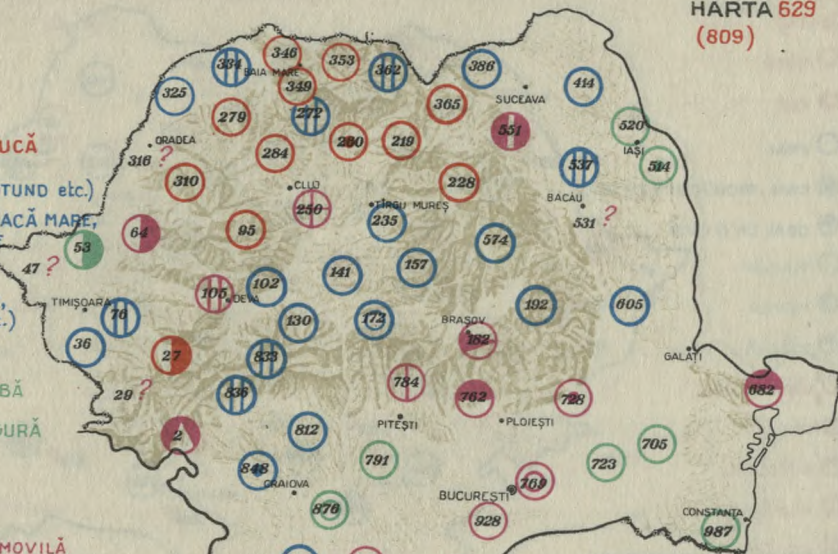 HARTA 629
(809)
346
334
353
BAIA MARE
362
386
349
414
325
SUCEAVA
365
279
272
520
551
ORADEA
280
219
IAȘI
UCĂ
316 ?
284
514
537
310
CLUJ
228
TUND etc.)
BACĂU
TÎRGU MUREȘ
250
531 ?
ACĂ MARE,
235
64
95
574
53
47 ?
141
157
102
105
DEVA
TIMIȘOARA
192
605
76
130
172
BRAȘOV
36
182
27
833
GALAȚI
784
682
29 ?
836
762
728
BĂ
PITEȘTI
PLOIEȘTI
2
812
GURĂ
705
791
723
848
CRAIOVA
769
BUCUREȘTI
876
928
CONSTANȚA
987
MOVILĂ